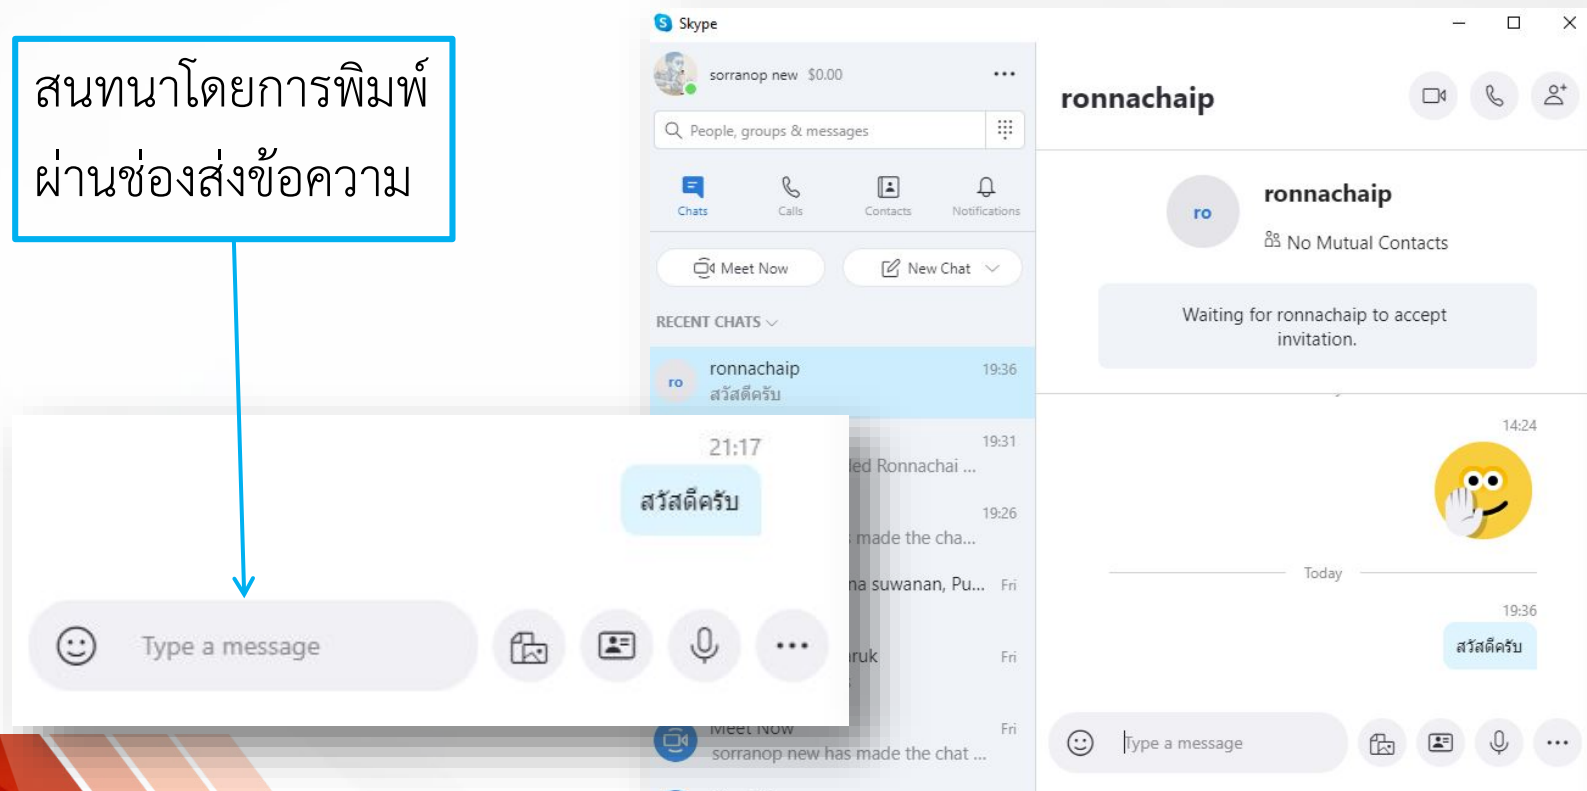 สนทนาโดยการพิมพ์
ผ่านช่องส่งข้อความ
Skype
sorranop new $0.00
People, groups & messages
Chats
Calls
Contacts
Notifications
Meet Now
New Chat
RECENT CHATS
ro
ronnachaip
19:36
สวัสดีครับ
19:31
Ronnachai ...
19:26
made the cha...
suwanan, Pu... Fri
Fri
Meet Now
Fri
sorranop new has made the chat ...
21:17
สวัสดีครับ
Type a message
ronnachaip
ro
ronnachaip
No Mutual Contacts
Waiting for ronnachaip to accept
invitation.
14:24
Today
19:36
สวัสดีครับ
Type a message